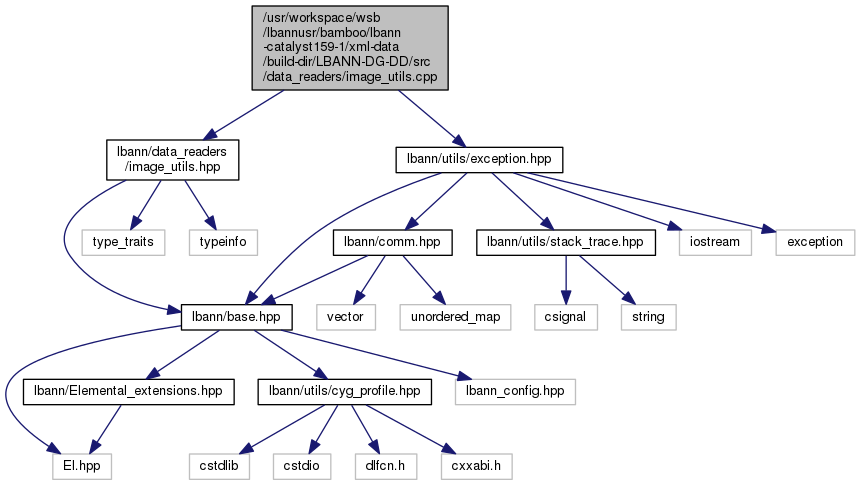 /usr/workspace/wsb
/lbannusr/bamboo/lbann
-catalyst159-1/xml-data
/build-dir/LBANN-DG-DD/src
/data_readers/image_utils.cpp
lbann/data_readers
/image_utils.hpp
lbann/utils/exception.hpp
type_traits
typeinfo
lbann/comm.hpp
lbann/utils/stack_trace.hpp
iostream
exception
lbann/base.hpp
vector
unordered_map
csignal
string
lbann/Elemental_extensions.hpp
lbann/utils/cyg_profile.hpp
lbann_config.hpp
El.hpp
cstdlib
cstdio
dlfcn.h
cxxabi.h